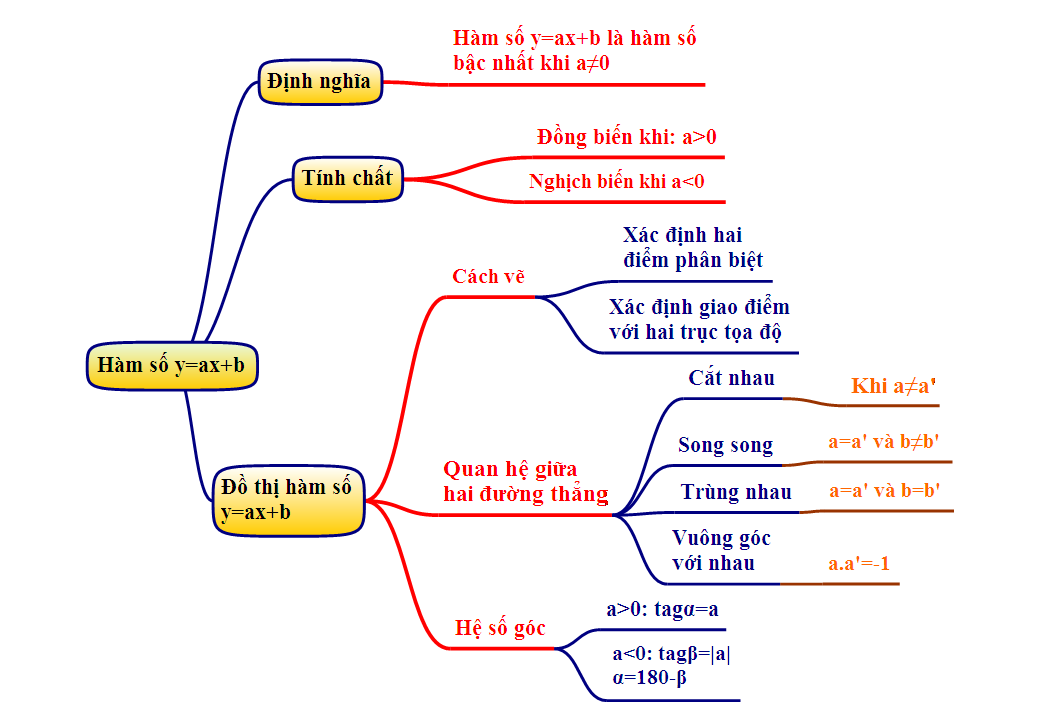 Hàm số y=ax+b
Định nghĩa
Hàm số y=ax+b là hàm số
bậc nhất khi a≠0
Tính chất
Đồng biến khi: a>0
Nghịch biến khi a<0
Đồ thị hàm số
y=ax+b
Cách vẽ
Xác định hai
điểm phân biệt
Xác định giao điểm
với hai trục tọa độ
Quan hệ giữa
hai đường thẳng
Cắt nhau
Khi a≠a'
Song song
a=a' và b≠b'
Trùng nhau
a=a' và b=b'
Vuông góc
với nhau
a.a'=-1
Hệ số góc
a>0: tagα=a
a<0: tagβ=|a|
α=180-β